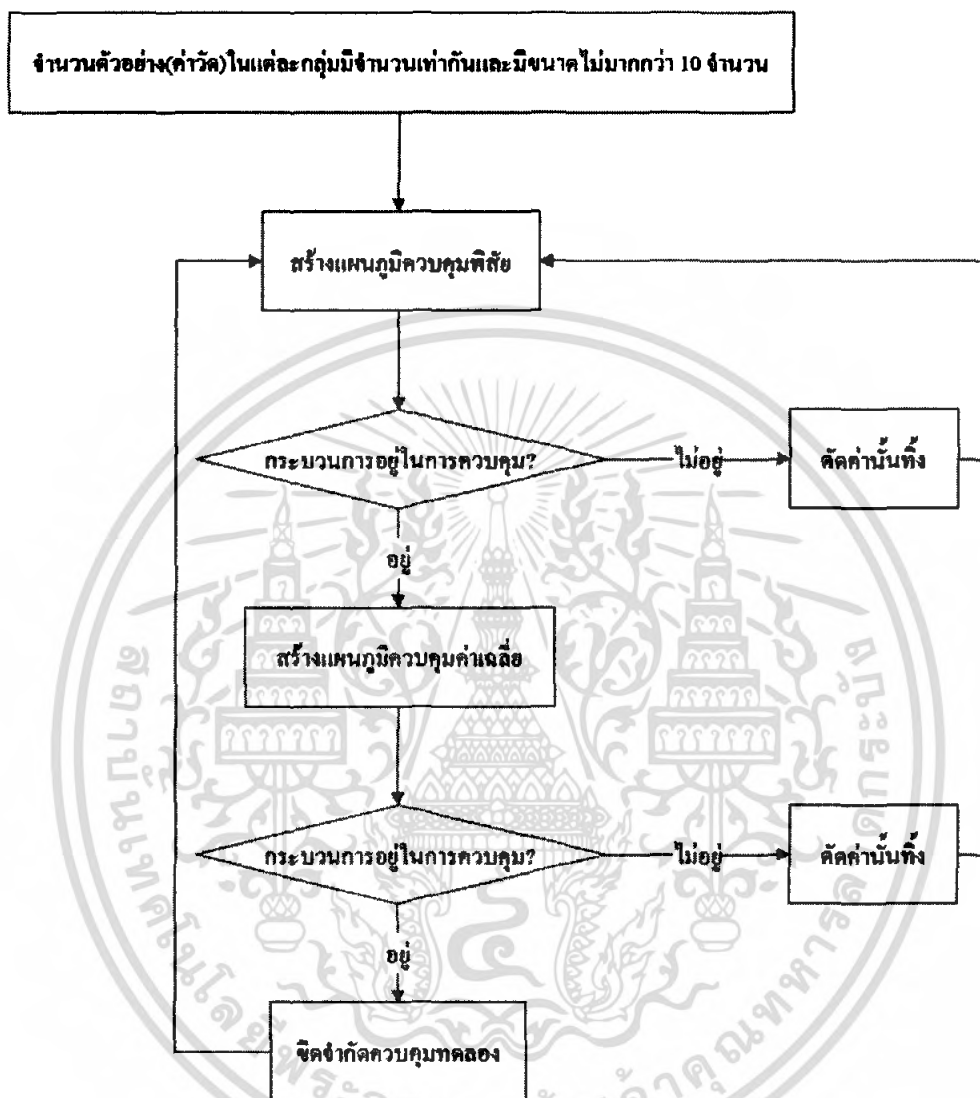 จำนวนตัวอย่าง(ค่าวัด)ในแต่ละกลุ่มมีจำนวนเท่ากันและมีขนาดไม่มากกว่า 10 จำนวน
สร้างแผนภูมิควบคุมพิสัย
กระบวนการอยู่ในการควบคุม?
ไม่อยู่
คัดค่านั้นทิ้ง
อยู่
สร้างแผนภูมิควบคุมค่าเฉลี่ย
กระบวนการอยู่ในการควบคุม?
ไม่อยู่
คัดค่านั้นทิ้ง
อยู่
ขีดจำกัดควบคุมทดลอง